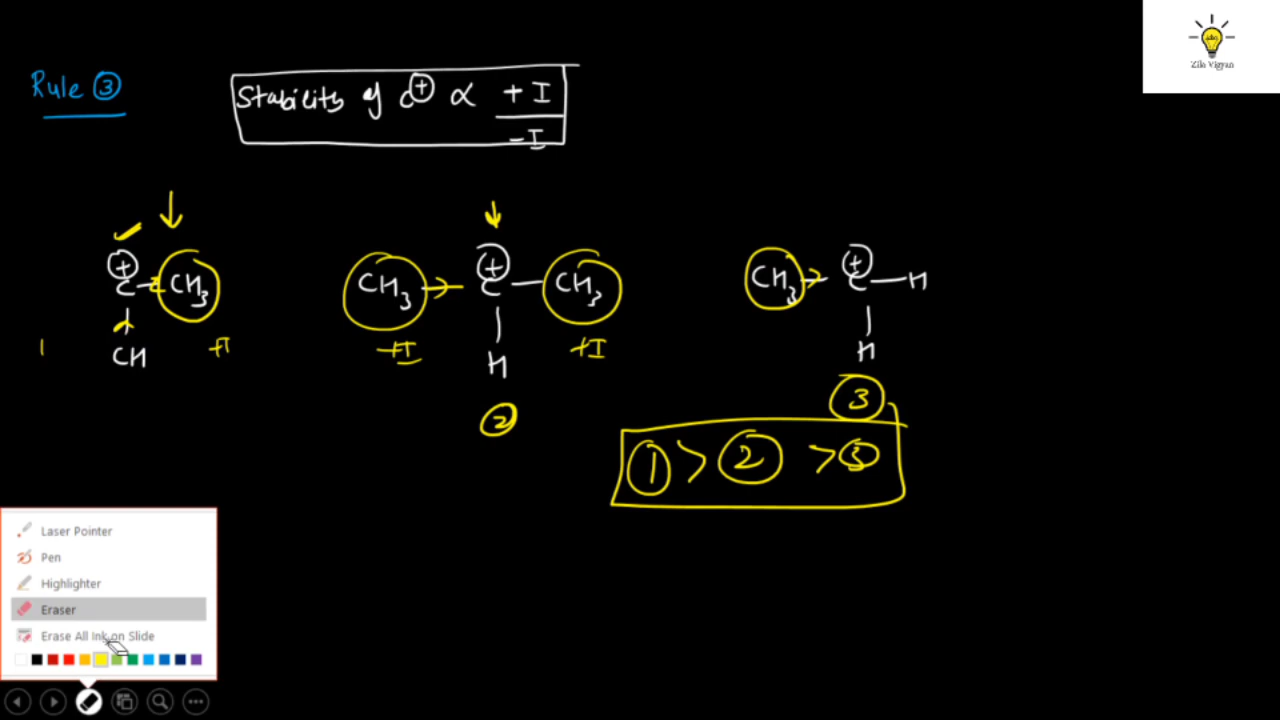 Zila Vigyan
Rule ③
Stability of C⊕ ∝ +I
-I
⊕ ⊕ ⊕
C CH3 CH3 C CH3 CH3 C H
CH +I +I +I H H
② ③
① > ② > ③
Laser Pointer
Pen
Highlighter
Eraser
Erase All Ink on Slide